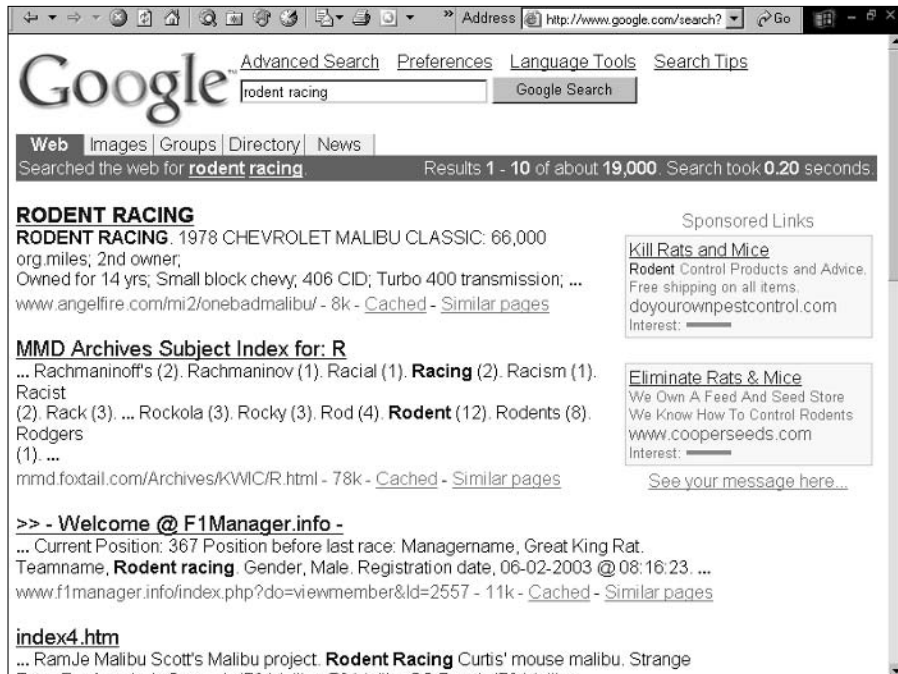 » Address http://www.google.com/search? Go
Google™
Advanced Search Preferences Language Tools Search Tips
rodent racing Google Search
Web Images Groups Directory News
Searched the web for rodent racing. Results 1 - 10 of about 19,000. Search took 0.20 seconds.
RODENT RACING
RODENT RACING. 1978 CHEVROLET MALIBU CLASSIC: 66,000
org.miles; 2nd owner;
Owned for 14 yrs; Small block chevy; 406 CID; Turbo 400 transmission; ...
www.angelfire.com/mi2/onebadmalibu/ - 8k - Cached - Similar pages
MMD Archives Subject Index for: R
... Rachmaninoff's (2). Rachmaninov (1). Racial (1). Racing (2). Racism (1).
Racist
(2). Rack (3). ... Rockola (3). Rocky (3). Rod (4). Rodent (12). Rodents (8).
Rodgers
(1). ...
mmd.foxtail.com/Archives/KWIC/R.html - 78k - Cached - Similar pages
>> - Welcome @ F1Manager.info -
... Current Position: 367 Position before last race: Managername, Great King Rat.
Teamname, Rodent racing. Gender, Male. Registration date, 06-02-2003 @ 08:16:23. ...
www.f1manager.info/index.php?do=viewmember&Id=2557 - 11k - Cached - Similar pages
index4.htm
... RamJe Malibu Scott's Malibu project. Rodent Racing Curtis' mouse malibu. Strange
Sponsored Links
Kill Rats and Mice
Rodent Control Products and Advice.
Free shipping on all items.
doyourownpestcontrol.com
Interest:
Eliminate Rats & Mice
We Own A Feed And Seed Store
We Know How To Control Rodents
www.cooperseeds.com
Interest:
See your message here...